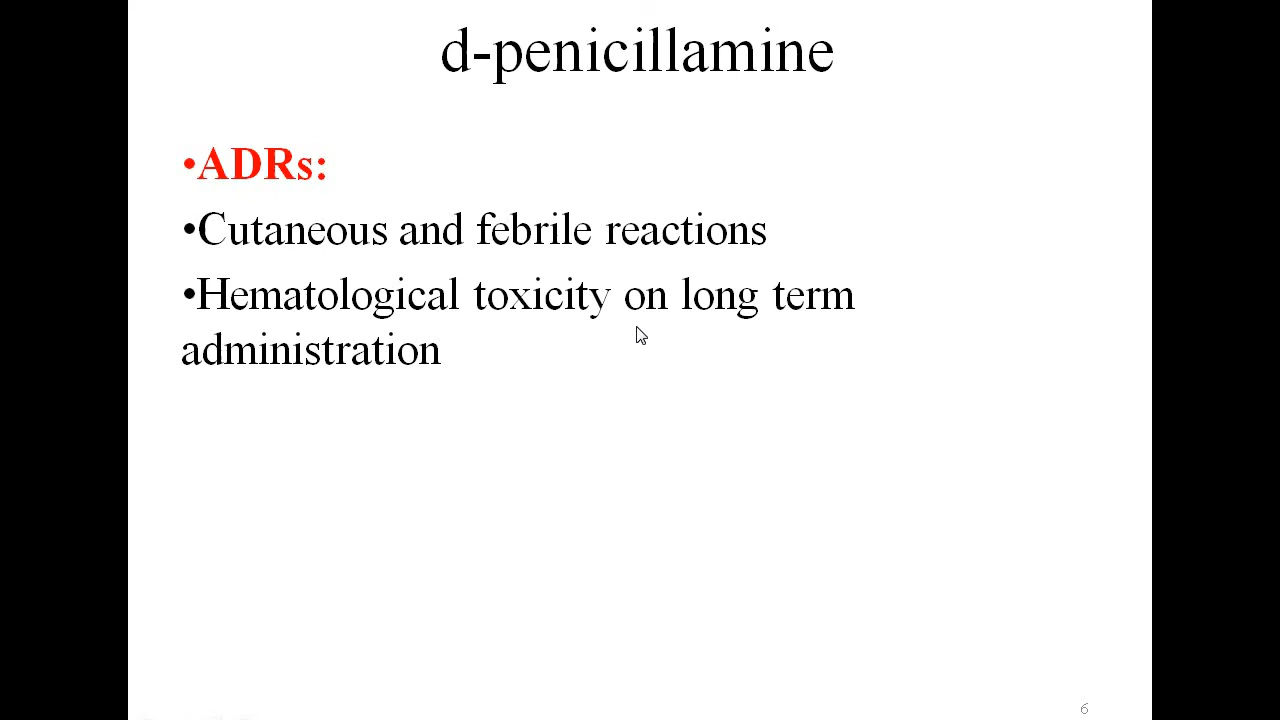 d-penicillamine
•ADRs:
•Cutaneous and febrile reactions
•Hematological toxicity on long term
administration
6